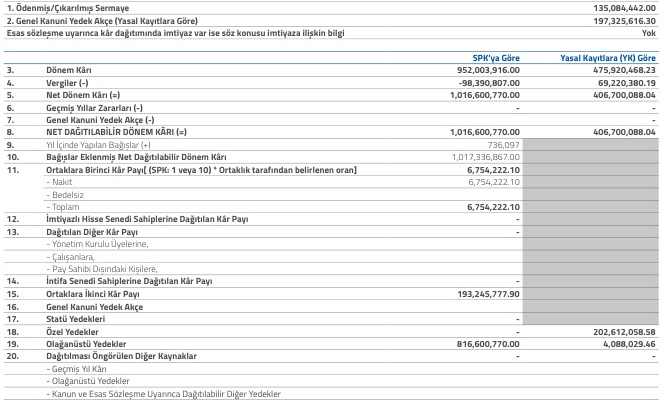 1. Ödenmiş/Çıkarılmış Sermaye 135,084,442.00
2. Genel Kanuni Yedek Akçe (Yasal Kayıtlara Göre) 197,325,616.30
Esas sözleşme uyarınca kâr dağıtımında imtiyaz var ise söz konusu imtiyaza ilişkin bilgi Yok
SPK'ya Göre Yasal Kayıtlara (YK) Göre
3. Dönem Kârı 952,003,916.00 475,920,468.23
4. Vergiler (-) -98,390,807.00 69,220,380.19
5. Net Dönem Kârı (=) 1,016,600,770.00 406,700,088.04
6. Geçmiş Yıllar Zararları (-) - -
7. Genel Kanuni Yedek Akçe (-) -
8. NET DAĞITILABİLİR DÖNEM KÂRI (=) 1,016,600,770.00 406,700,088.04
9. Yıl İçinde Yapılan Bağışlar (+) 736,097
10. Bağışlar Eklenmiş Net Dağıtılabilir Dönem Kârı 1,017,336,867.00
11. Ortaklara Birinci Kâr Payı[ (SPK: 1 veya 10) * Ortaklık tarafından belirlenen oran] 6,754,222.10
- Nakit 6,754,222.10
- Bedelsiz
- Toplam 6,754,222.10
12. İmtiyazlı Hisse Senedi Sahiplerine Dağıtılan Kâr Payı -
13. Dağıtılan Diğer Kâr Payı -
- Yönetim Kurulu Üyelerine,
- Çalışanlara,
- Pay Sahibi Dışındaki Kişilere,
14. İntifa Senedi Sahiplerine Dağıtılan Kâr Payı -
15. Ortaklara İkinci Kâr Payı 193,245,777.90
16. Genel Kanuni Yedek Akçe
17. Statü Yedekleri -
18. Özel Yedekler - 202,612,058.58
19. Olağanüstü Yedekler 816,600,770.00 4,088,029.46
20. Dağıtılması Öngörülen Diğer Kaynaklar - -
- Geçmiş Yıl Kârı
- Olağanüstü Yedekler
- Kanun ve Esas Sözleşme Uyarınca Dağıtılabilir Diğer Yedekler